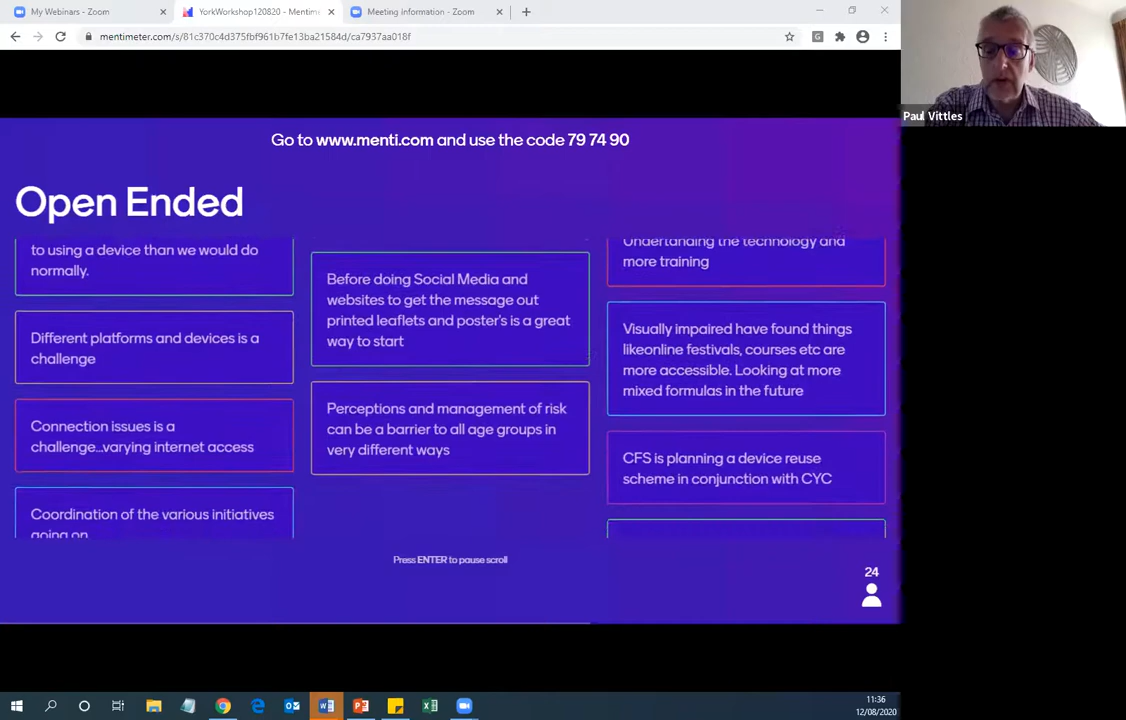 My Webinars - Zoom
YorkWorkshop120820 - Mentim
Meeting information - Zoom
mentimeter.com/s/81c370c4d375fbf961b7fe13ba21584d/ca7937aa018f
Paul Vittles
Go to www.menti.com and use the code 79 74 90
Open Ended
to using a device than we would do
normally.
Different platforms and devices is a
challenge
Connection issues is a
challenge...varying internet access
Coordination of the various initiatives
going on
Before doing Social Media and
websites to get the message out
printed leaflets and poster's is a great
way to start
Perceptions and management of risk
can be a barrier to all age groups in
very different ways
Undertanding the technology and
more training
Visually impaired have found things
likeonline festivals, courses etc are
more accessible. Looking at more
mixed formulas in the future
CFS is planning a device reuse
scheme in conjunction with CYC
Press ENTER to pause scroll
24
11:36
12/08/2020